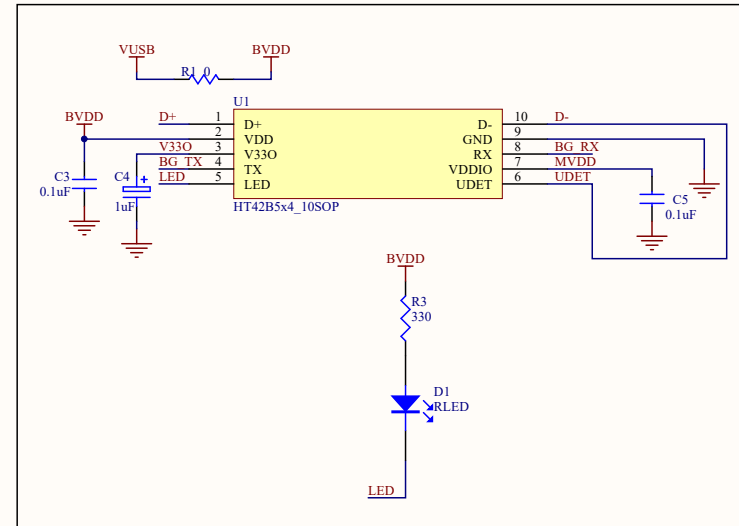 VUSB
BVDD
R1 0
U1
BVDD
D+
1
D+
D-
10
D-
2
VDD
GND
9
V33O
3
V33O
RX
8
BG_RX
BG_TX
4
TX
VDDIO
7
MVDD
LED
5
LED
UDET
6
UDET
C3
0.1uF
C4
+
1uF
HT42B5x4_10SOP
C5
0.1uF
BVDD
R3
330
D1
RLED
LED